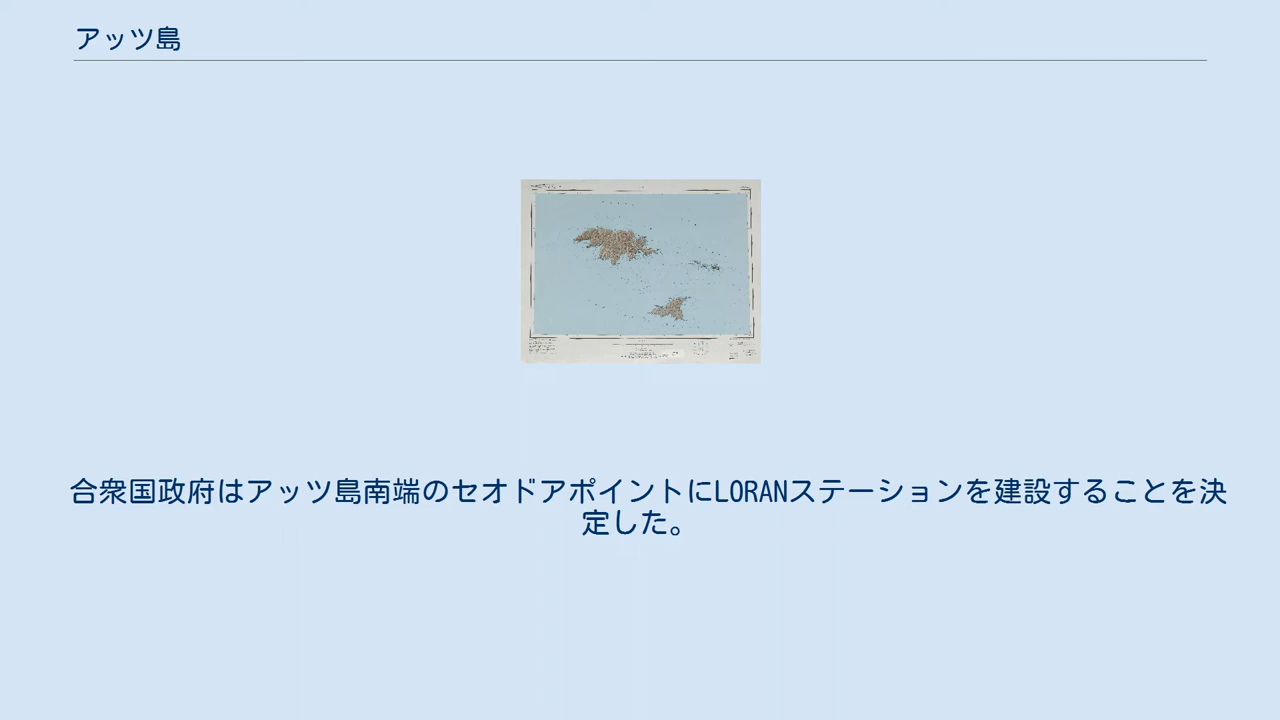 アッツ島
合衆国政府はアッツ島南端のセオドアポイントにLORANステーションを建設することを決
定した。